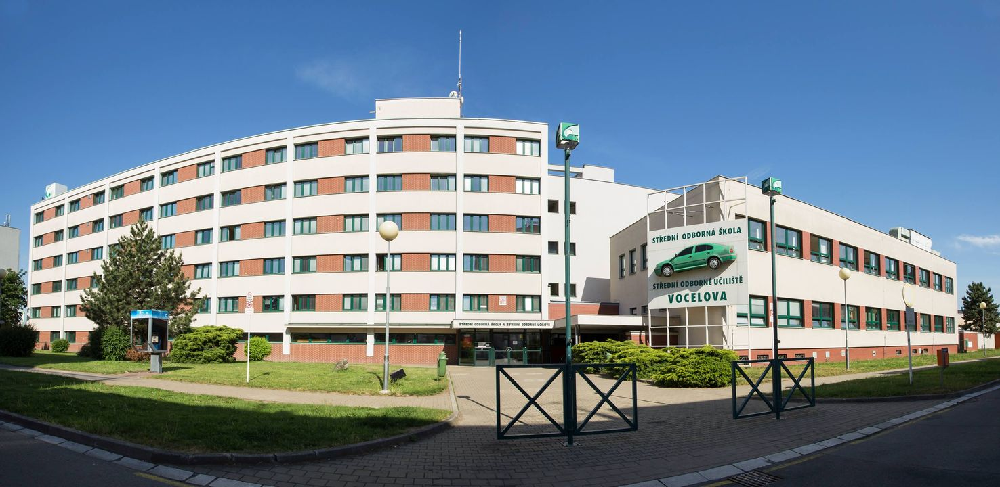 STŘEDNÍ ODBORNÁ ŠKOLA
STŘEDNÍ ODBORNÉ UČILIŠTĚ
VOCELOVA
STŘEDNÍ ODBORNÁ ŠKOLA A STŘEDNÍ ODBORNÉ UČILIŠTĚ